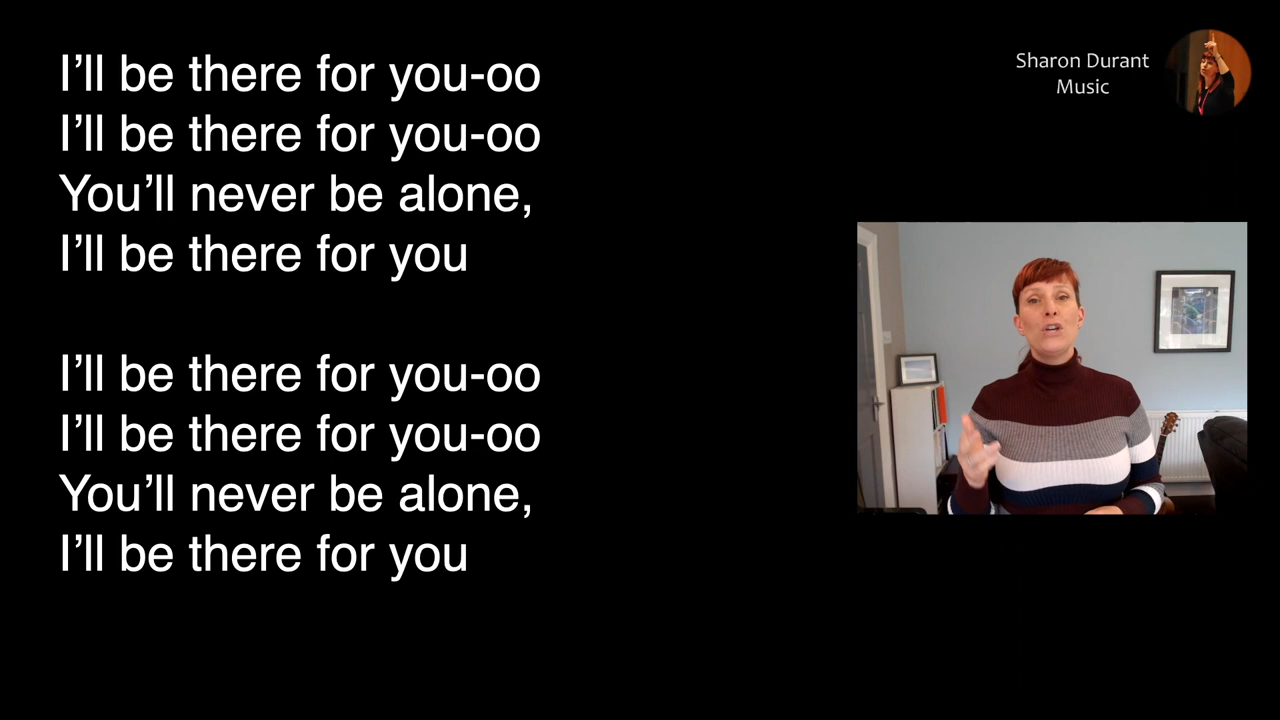 I’ll be there for you-oo
I’ll be there for you-oo
You’ll never be alone,
I’ll be there for you
I’ll be there for you-oo
I’ll be there for you-oo
You’ll never be alone,
I’ll be there for you
Sharon Durant
Music